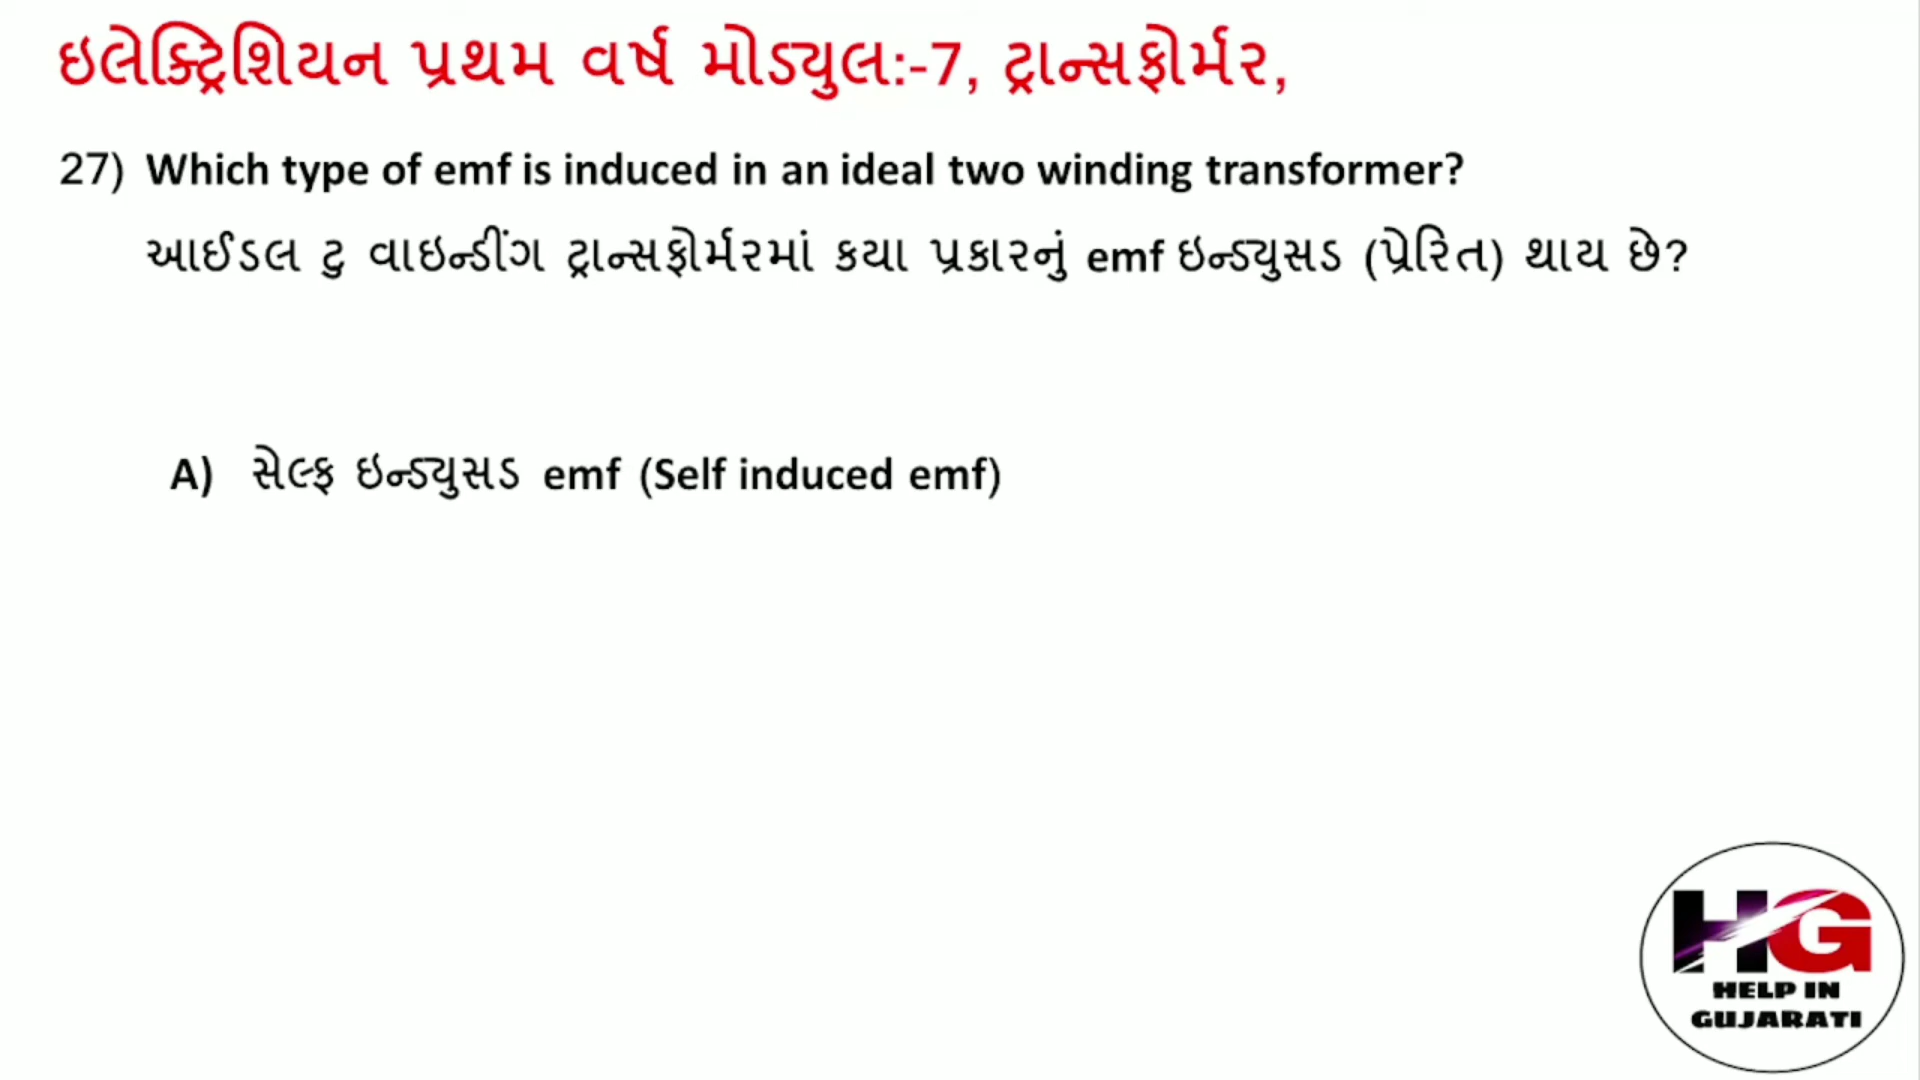 ઇલેક્ટ્રિશિયન પ્રથમ વર્ષ મોડ્યુલ:-7, ટ્રાન્સફોર્મર,
27) Which type of emf is induced in an ideal two winding transformer?
આઈડલ ટુ વાઇન્ડીંગ ટ્રાન્સફોર્મરમાં કયા પ્રકારનું emf ઇન્ડ્યુસડ (પ્રેરિત) થાય છે?
A) સેલ્ફ ઇન્ડ્યુસડ emf (Self induced emf)
HG
HELP IN
GUJARATI